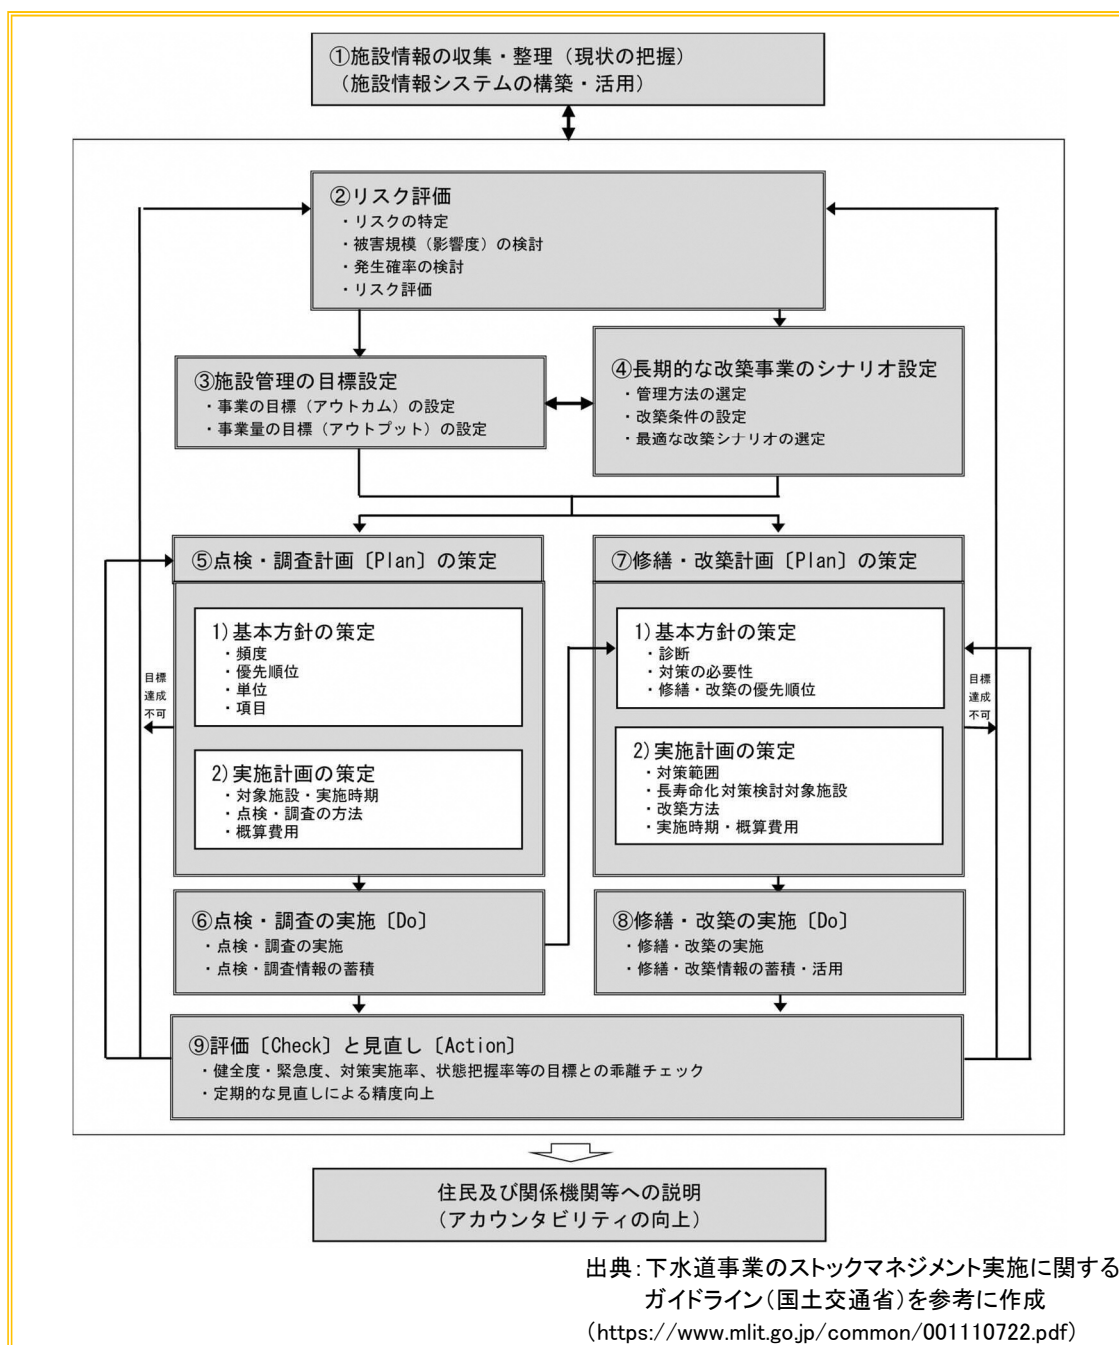 ①施設情報の収集・整理（現状の把握）
（施設情報システムの構築・活用）
②リスク評価
・リスクの特定
・被害規模（影響度）の検討
・発生確率の検討
・リスク評価
③施設管理の目標設定
・事業の目標（アウトカム）の設定
・事業量の目標（アウトプット）の設定
④長期的な改築事業のシナリオ設定
・管理方法の選定
・改築条件の設定
・最適な改築シナリオの選定
⑤点検・調査計画〔Plan〕の策定
1)基本方針の策定
・頻度
・優先順位
・単位
・項目
2)実施計画の策定
・対象施設・実施時期
・点検・調査の方法
・概算費用
目標
達成
不可
⑦修繕・改築計画〔Plan〕の策定
1)基本方針の策定
・診断
・対策の必要性
・修繕・改築の優先順位
2)実施計画の策定
・対策範囲
・長寿命化対策検討対象施設
・改築方法
・実施時期・概算費用
目標
達成
不可
⑥点検・調査の実施〔Do〕
・点検・調査の実施
・点検・調査情報の蓄積
⑧修繕・改築の実施〔Do〕
・修繕・改築の実施
・修繕・改築情報の蓄積・活用
⑨評価〔Check〕と見直し〔Action〕
・健全度・緊急度、対策実施率、状態把握率等の目標との乖離チェック
・定期的な見直しによる精度向上
住民及び関係機関等への説明
（アカウンタビリティの向上）
出典：下水道事業のストックマネジメント実施に関する
ガイドライン（国土交通省）を参考に作成
（https://www.mlit.go.jp/common/001110722.pdf）